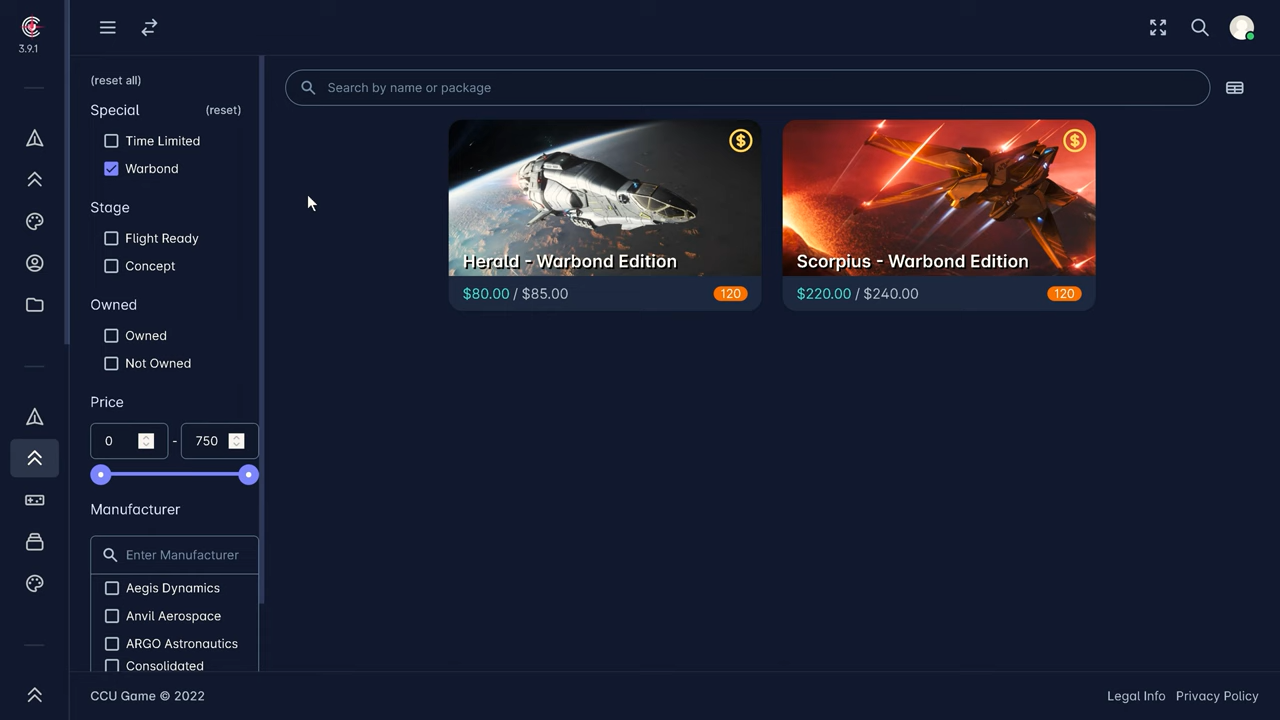 3.9.1
(reset all)
Special (reset)
Time Limited
Warbond
Stage
Flight Ready
Concept
Owned
Owned
Not Owned
Price
0 - 750
Manufacturer
Enter Manufacturer
Aegis Dynamics
Anvil Aerospace
ARGO Astronautics
Consolidated
Search by name or package
Herald - Warbond Edition
$80.00 / $85.00 120
Scorpius - Warbond Edition
$220.00 / $240.00 120
CCU Game © 2022
Legal Info Privacy Policy